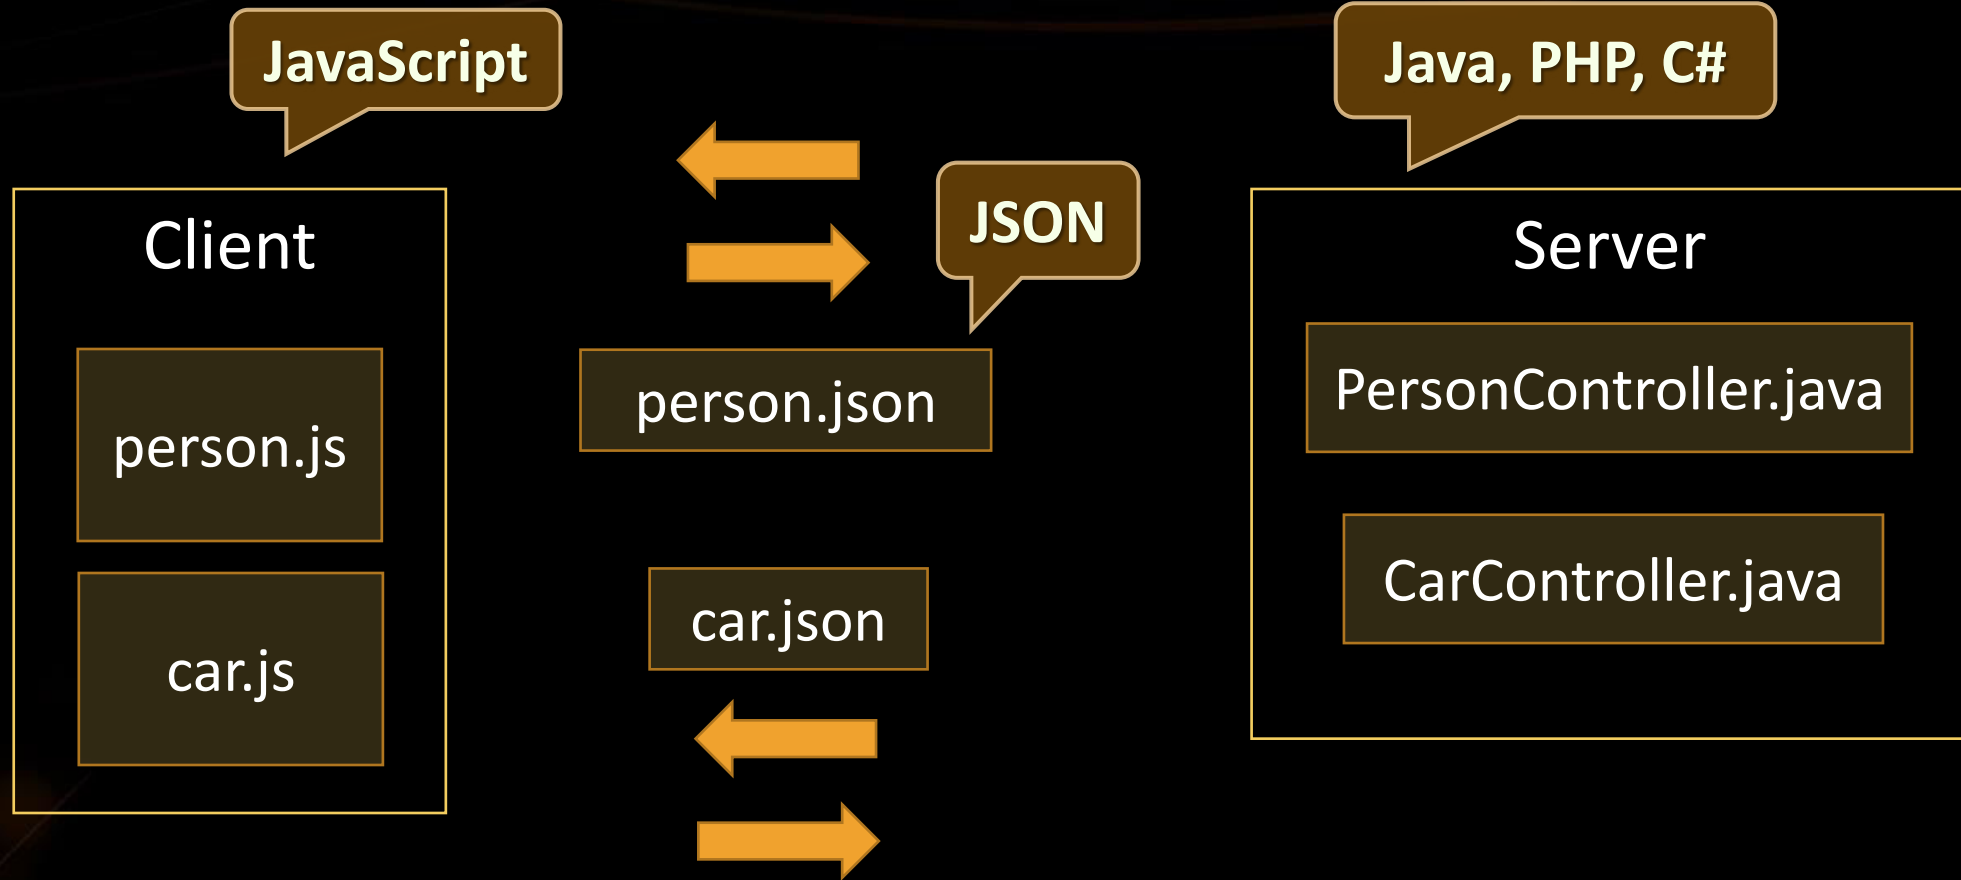 JavaScript
Java, PHP, C#
JSON
Client
Server
person.js
person.json
PersonController.java
car.js
car.json
CarController.java